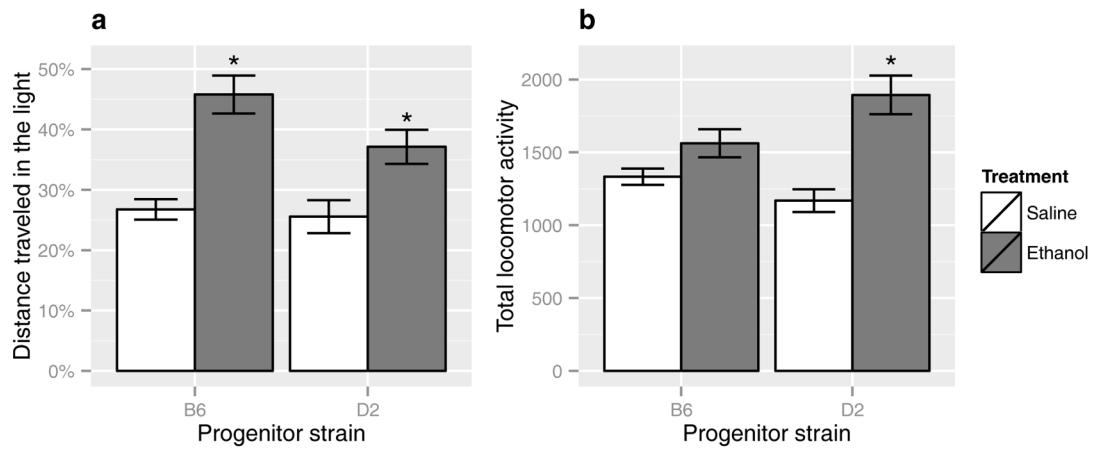 a
Distance traveled in the light
50%
40%
30%
20%
10%
0%
*
*
B6
D2
Progenitor strain
b
Total locomotor activity
2000
1500
1000
500
0
*
B6
D2
Progenitor strain
Treatment
Saline
Ethanol